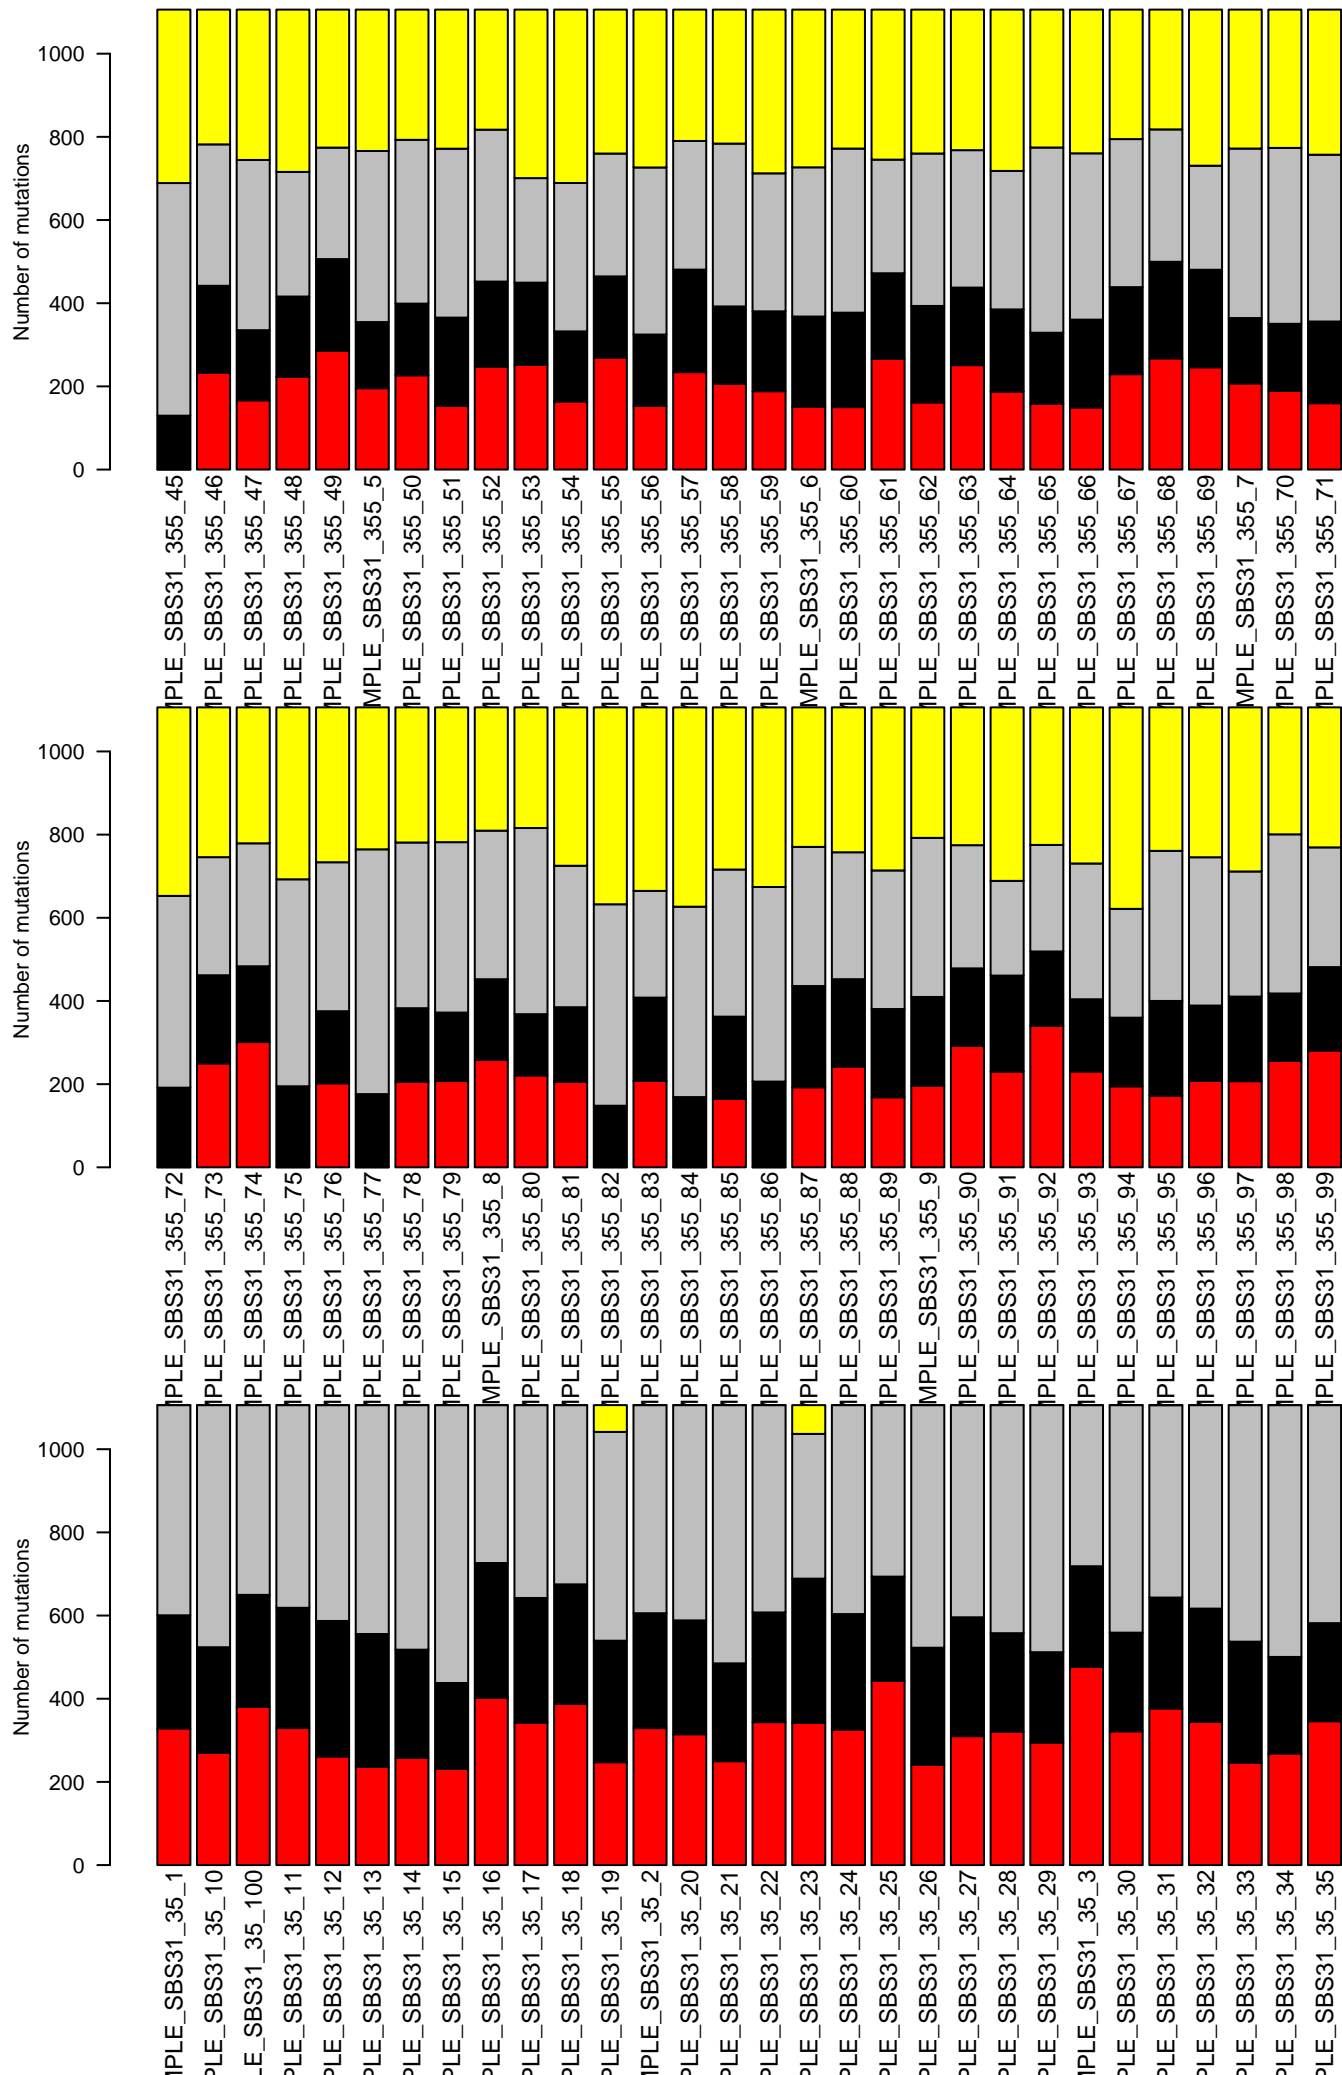 Number of mutations
1000
800
600
400
200
0
MPLE_SBS31_355_45
MPLE_SBS31_355_46
MPLE_SBS31_355_47
MPLE_SBS31_355_48
MPLE_SBS31_355_49
MPLE_SBS31_355_5
MPLE_SBS31_355_50
MPLE_SBS31_355_51
MPLE_SBS31_355_52
MPLE_SBS31_355_53
MPLE_SBS31_355_54
MPLE_SBS31_355_55
MPLE_SBS31_355_56
MPLE_SBS31_355_57
MPLE_SBS31_355_58
MPLE_SBS31_355_59
MPLE_SBS31_355_6
MPLE_SBS31_355_60
MPLE_SBS31_355_61
MPLE_SBS31_355_62
MPLE_SBS31_355_63
MPLE_SBS31_355_64
MPLE_SBS31_355_65
MPLE_SBS31_355_66
MPLE_SBS31_355_67
MPLE_SBS31_355_68
MPLE_SBS31_355_69
MPLE_SBS31_355_7
MPLE_SBS31_355_70
MPLE_SBS31_355_71
Number of mutations
1000
800
600
400
200
0
MPLE_SBS31_355_72
MPLE_SBS31_355_73
MPLE_SBS31_355_74
MPLE_SBS31_355_75
MPLE_SBS31_355_76
MPLE_SBS31_355_77
MPLE_SBS31_355_78
MPLE_SBS31_355_79
MPLE_SBS31_355_8
MPLE_SBS31_355_80
MPLE_SBS31_355_81
MPLE_SBS31_355_82
MPLE_SBS31_355_83
MPLE_SBS31_355_84
MPLE_SBS31_355_85
MPLE_SBS31_355_86
MPLE_SBS31_355_87
MPLE_SBS31_355_88
MPLE_SBS31_355_89
MPLE_SBS31_355_9
MPLE_SBS31_355_90
MPLE_SBS31_355_91
MPLE_SBS31_355_92
MPLE_SBS31_355_93
MPLE_SBS31_355_94
MPLE_SBS31_355_95
MPLE_SBS31_355_96
MPLE_SBS31_355_97
MPLE_SBS31_355_98
MPLE_SBS31_355_99
Number of mutations
1000
800
600
400
200
0
MPLE_SBS31_35_1
PLE_SBS31_35_10
LE_SBS31_35_100
PLE_SBS31_35_11
PLE_SBS31_35_12
PLE_SBS31_35_13
PLE_SBS31_35_14
PLE_SBS31_35_15
PLE_SBS31_35_16
PLE_SBS31_35_17
PLE_SBS31_35_18
PLE_SBS31_35_19
MPLE_SBS31_35_2
PLE_SBS31_35_20
PLE_SBS31_35_21
PLE_SBS31_35_22
PLE_SBS31_35_23
PLE_SBS31_35_24
PLE_SBS31_35_25
PLE_SBS31_35_26
PLE_SBS31_35_27
PLE_SBS31_35_28
PLE_SBS31_35_29
MPLE_SBS31_35_3
PLE_SBS31_35_30
PLE_SBS31_35_31
PLE_SBS31_35_32
PLE_SBS31_35_33
PLE_SBS31_35_34
PLE_SBS31_35_35